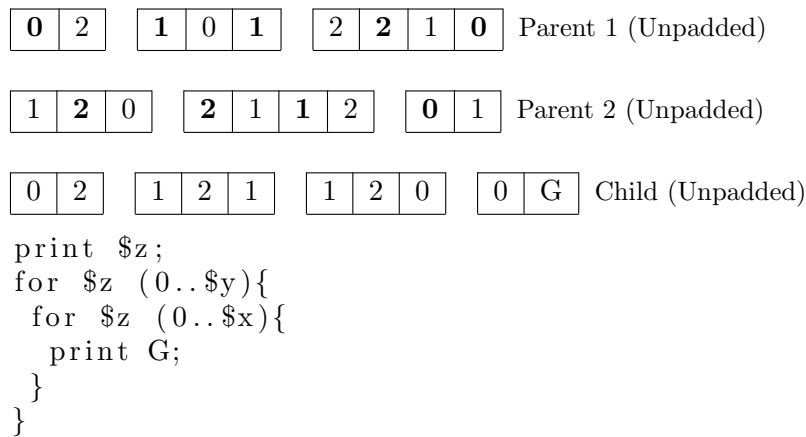 0 2 1 0 1 2 2 1 0 Parent 1 (Unpadded)
1 2 0 2 1 1 2 0 1 Parent 2 (Unpadded)
0 2 1 2 1 1 2 0 0 G Child (Unpadded)
print $z;
for $z (0..$y){
for $z (0..$x){
print G;
}
}